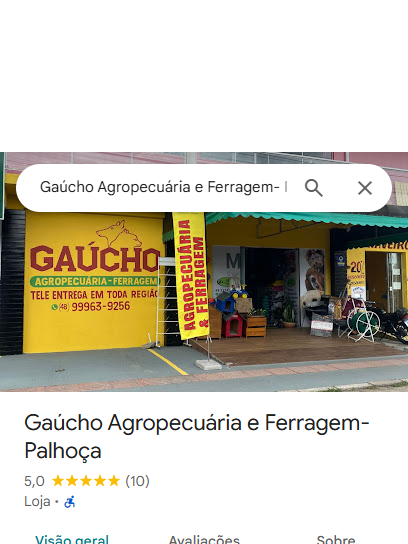 Gaúcho Agropecuária e Ferragem-
GAÚCHO
AGROPECUÁRIA - FERRAGEM
TELE ENTREGA EM TODA REGIÃO
(48) 99963-9256
AGROPECUÁRIA
& FERRAGEM
M
20
Gaúcho Agropecuária e Ferragem-
Palhoça
5,0 ★★★★★ (10)
Loja ·
Visão geral
Avaliações
Sobre